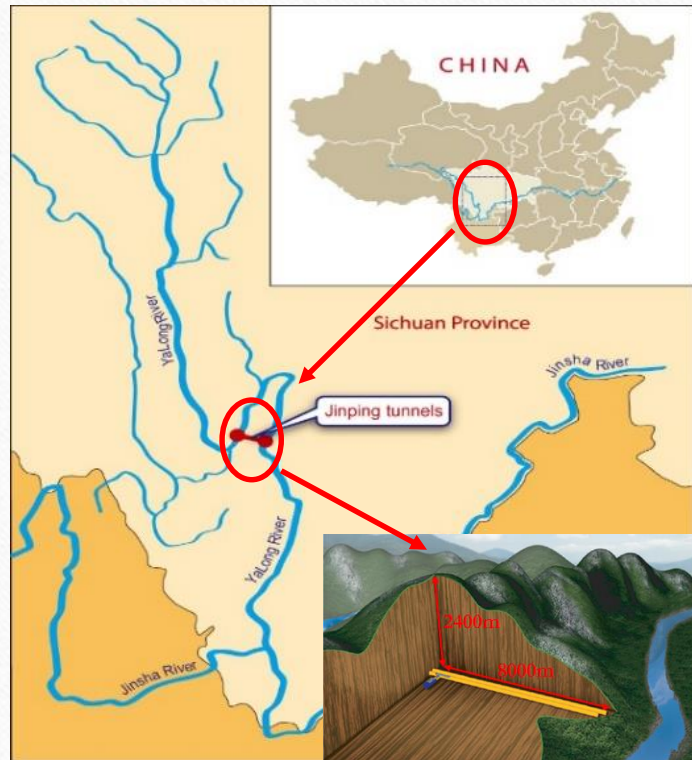 CHINA
Sichuan Province
YaLongRiver
Jinsha River
Jinping tunnels
YaLong River
Jinsha River
2400m
8000m